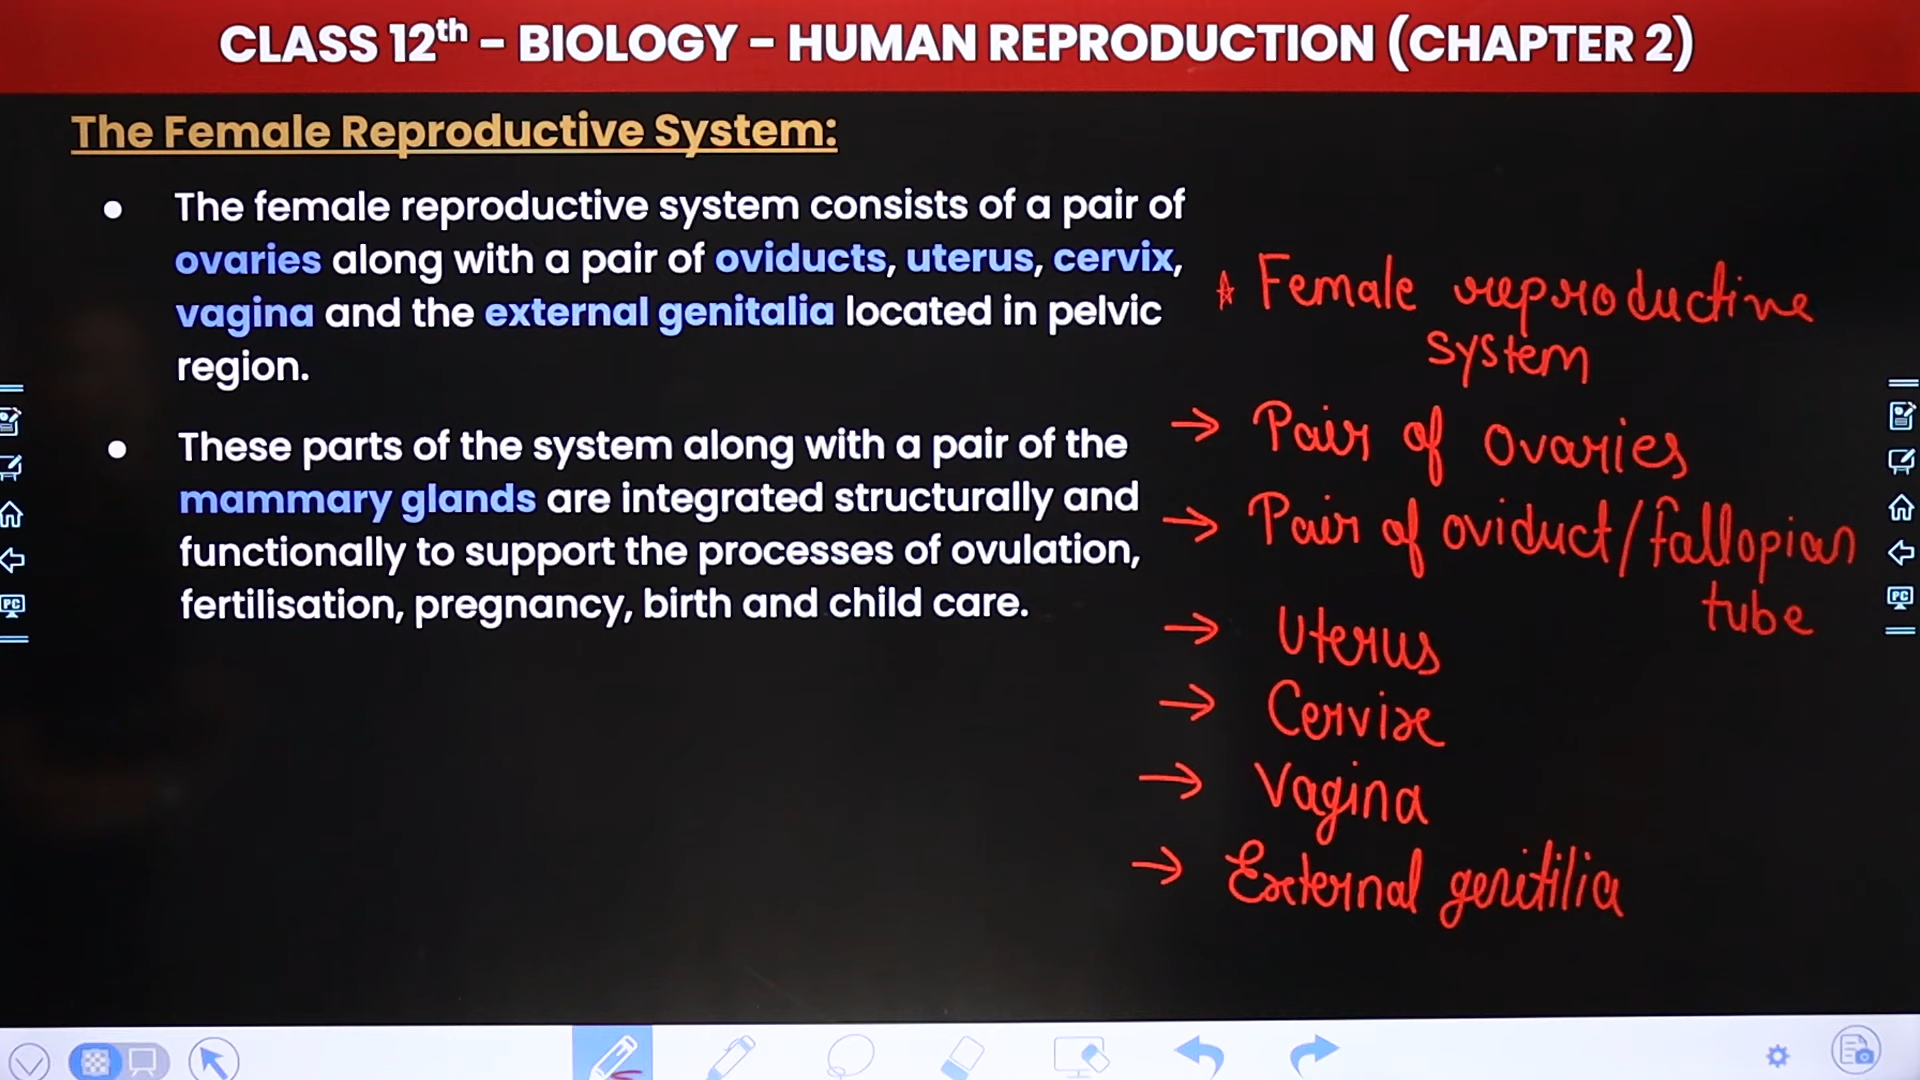 CLASS 12th - BIOLOGY - HUMAN REPRODUCTION (CHAPTER 2)
The Female Reproductive System:
● The female reproductive system consists of a pair of
ovaries along with a pair of oviducts, uterus, cervix,
vagina and the external genitalia located in pelvic
region.
● These parts of the system along with a pair of the
mammary glands are integrated structurally and
functionally to support the processes of ovulation,
fertilisation, pregnancy, birth and child care.
* Female reproductive
system
→ Pair of ovaries
→ Pair of oviduct/fallopian
tube
→ Uterus
→ Cervix
→ Vagina
→ External genitilia
PC
PC